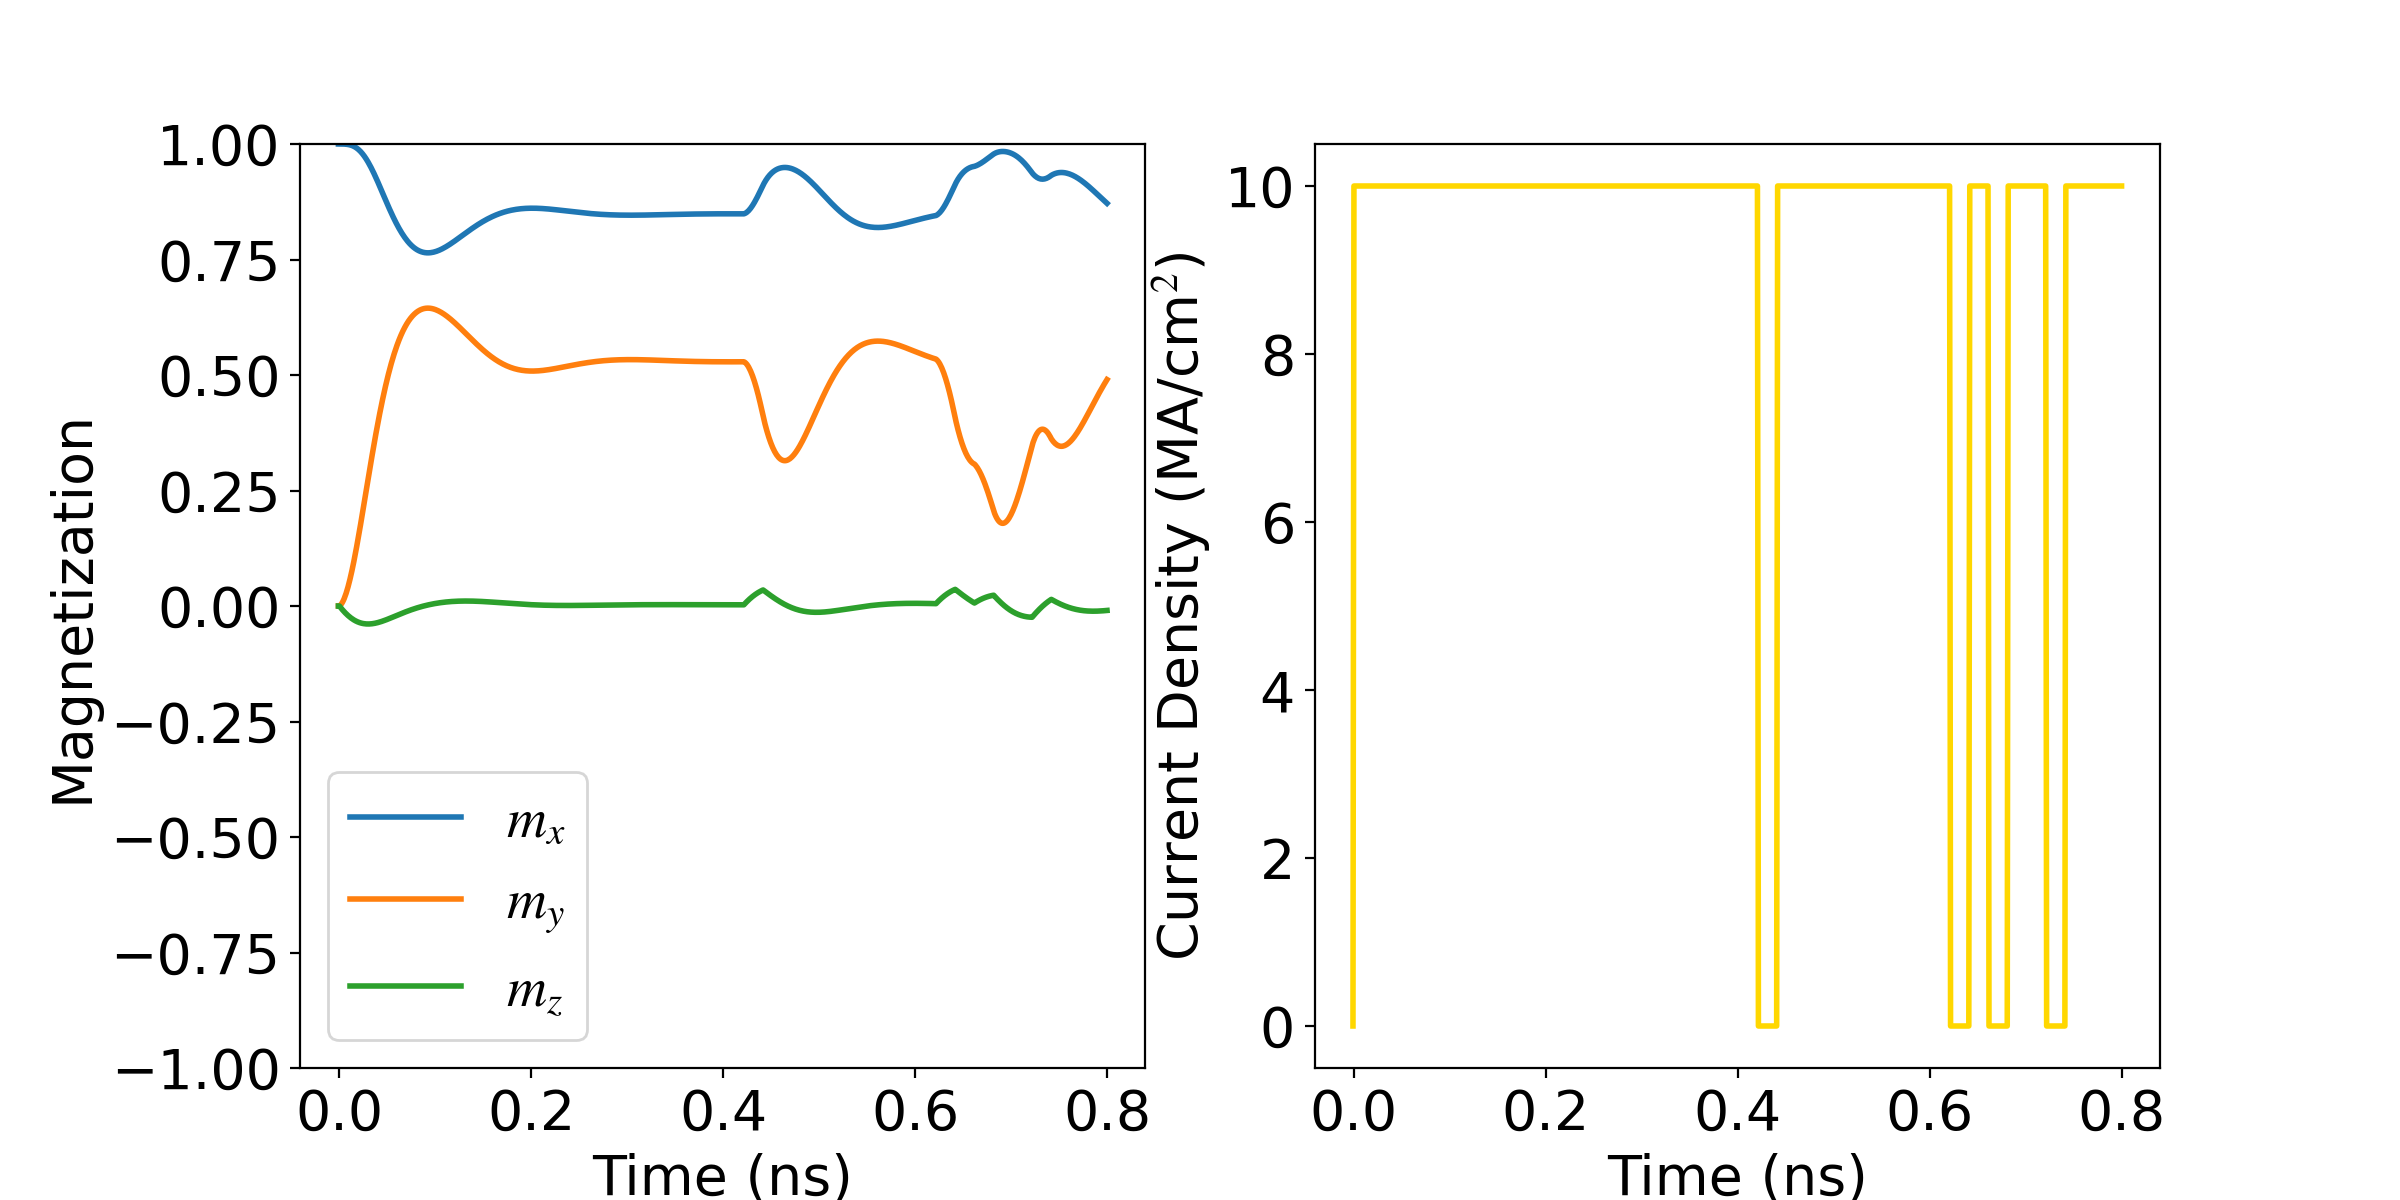 1.00
0.75
0.50
0.25
0.00
−0.25
−0.50
−0.75
−1.00
Magnetization
m_x
m_y
m_z
0.0 0.2 0.4 0.6 0.8
Time (ns)
10
8
6
4
2
0
Current Density (MA/cm²)
0.0 0.2 0.4 0.6 0.8
Time (ns)